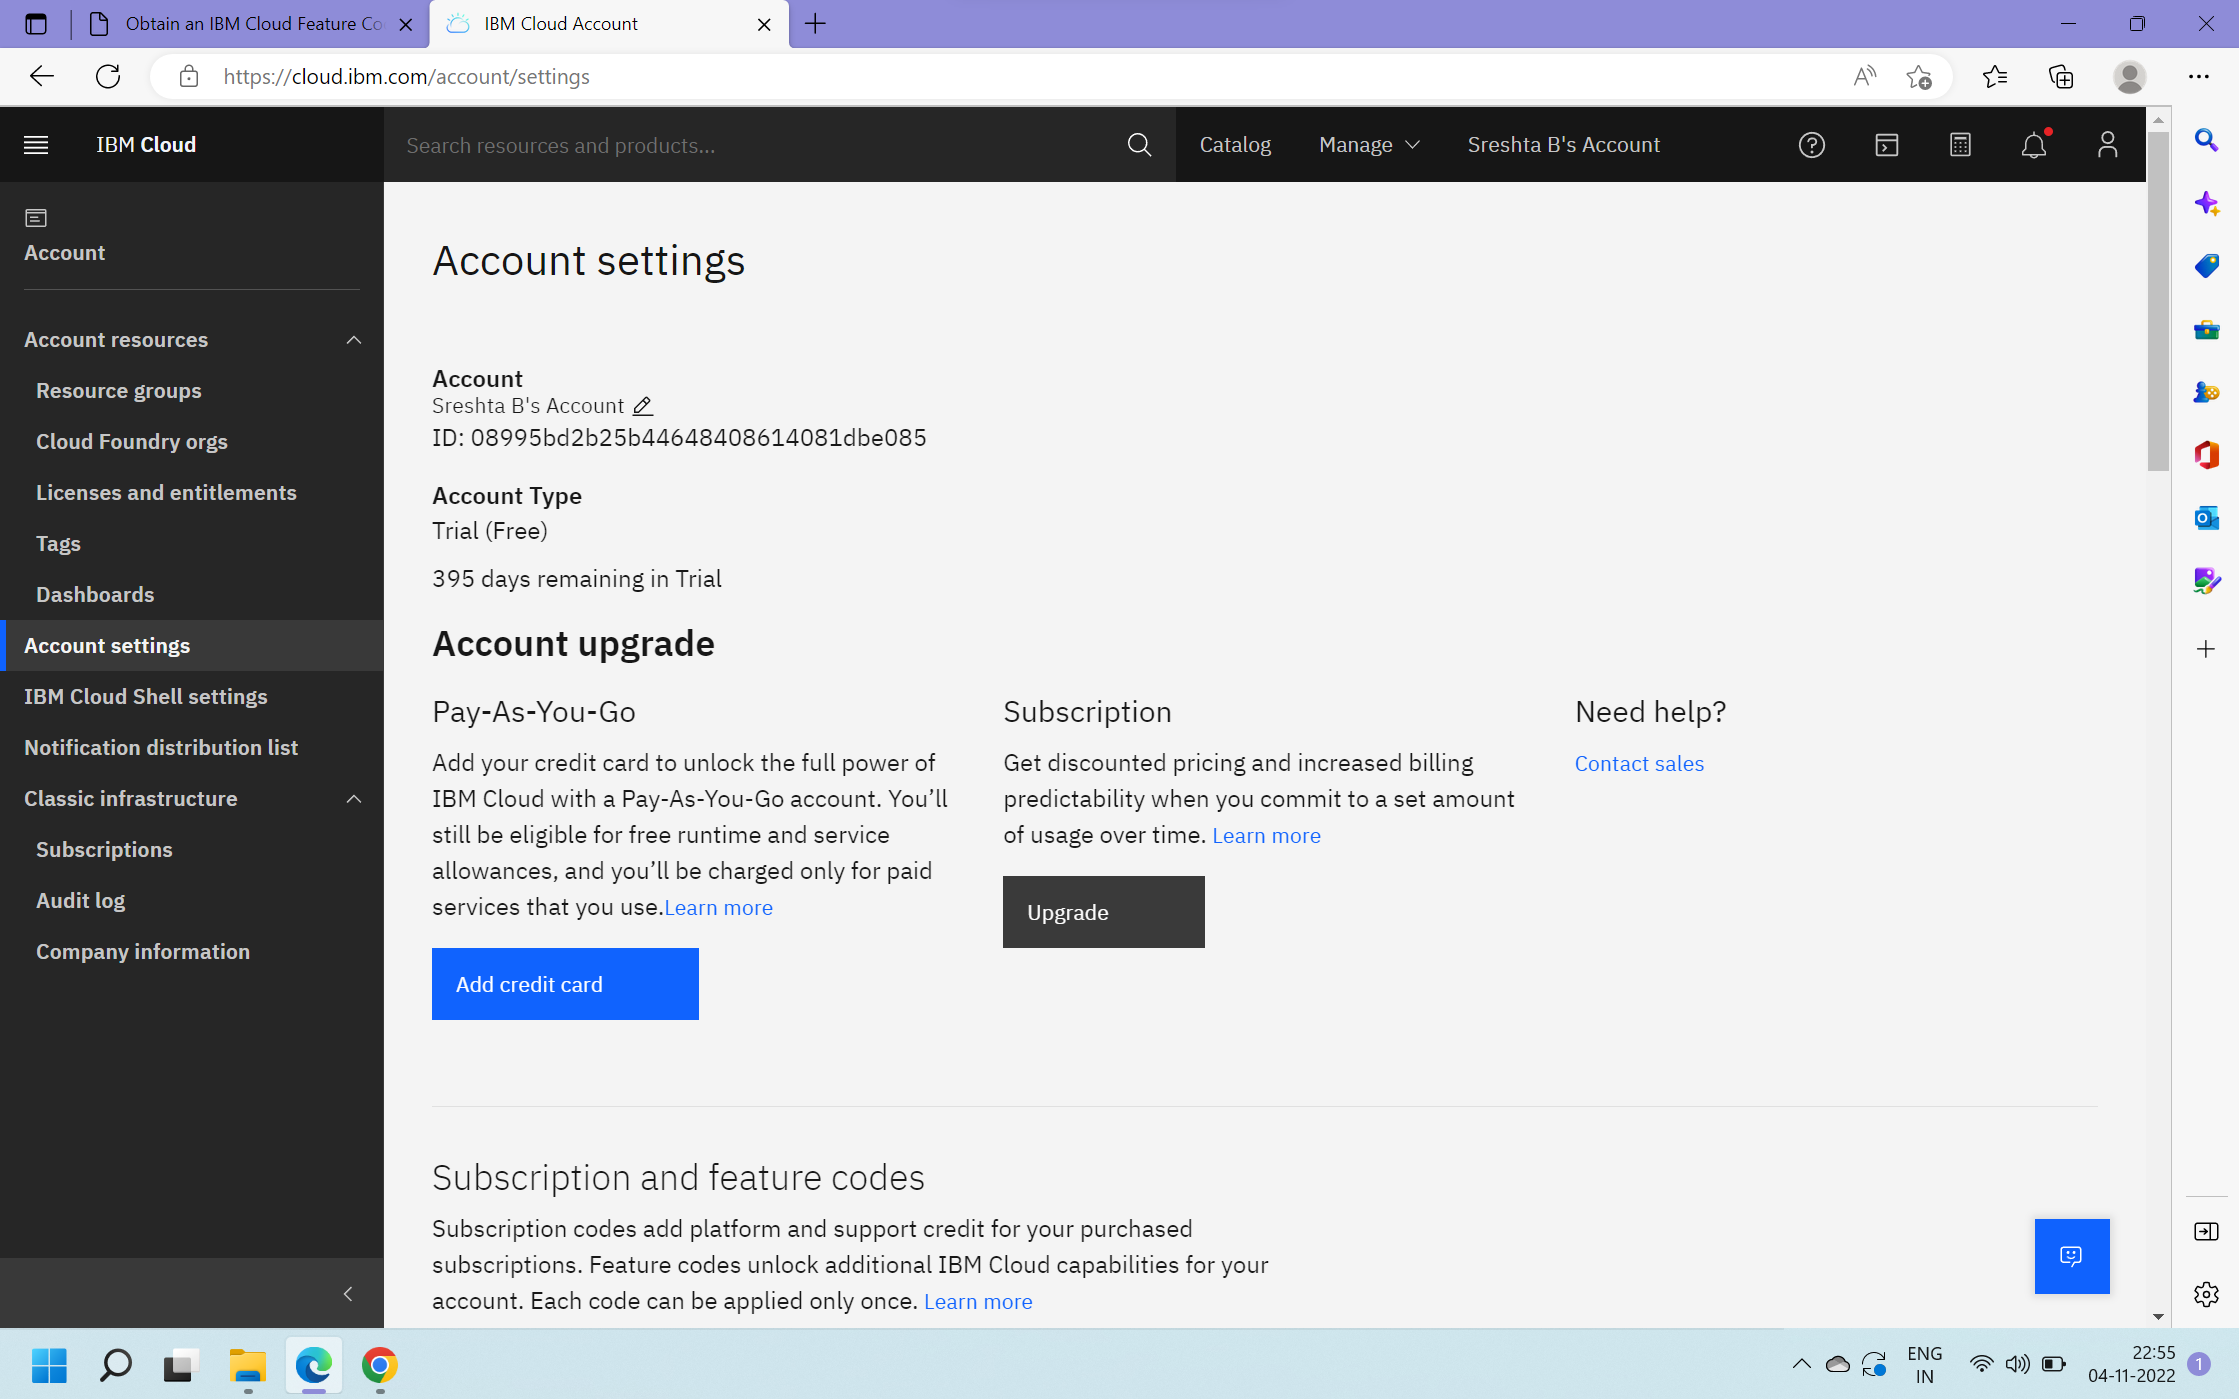 Obtain an IBM Cloud Feature Co
IBM Cloud Account
https://cloud.ibm.com/account/settings
IBM Cloud
Search resources and products...
Catalog
Manage
Sreshta B's Account
Account
Account resources
Resource groups
Cloud Foundry orgs
Licenses and entitlements
Tags
Dashboards
Account settings
IBM Cloud Shell settings
Notification distribution list
Classic infrastructure
Subscriptions
Audit log
Company information
Account settings
Account
Sreshta B's Account
ID: 08995bd2b25b44648408614081dbe085
Account Type
Trial (Free)
395 days remaining in Trial
Account upgrade
Pay-As-You-Go
Add your credit card to unlock the full power of
IBM Cloud with a Pay-As-You-Go account. You’ll
still be eligible for free runtime and service
allowances, and you’ll be charged only for paid
services that you use.Learn more
Add credit card
Subscription
Get discounted pricing and increased billing
predictability when you commit to a set amount
of usage over time. Learn more
Upgrade
Need help?
Contact sales
Subscription and feature codes
Subscription codes add platform and support credit for your purchased
subscriptions. Feature codes unlock additional IBM Cloud capabilities for your
account. Each code can be applied only once. Learn more
ENG
IN
22:55
04-11-2022
1